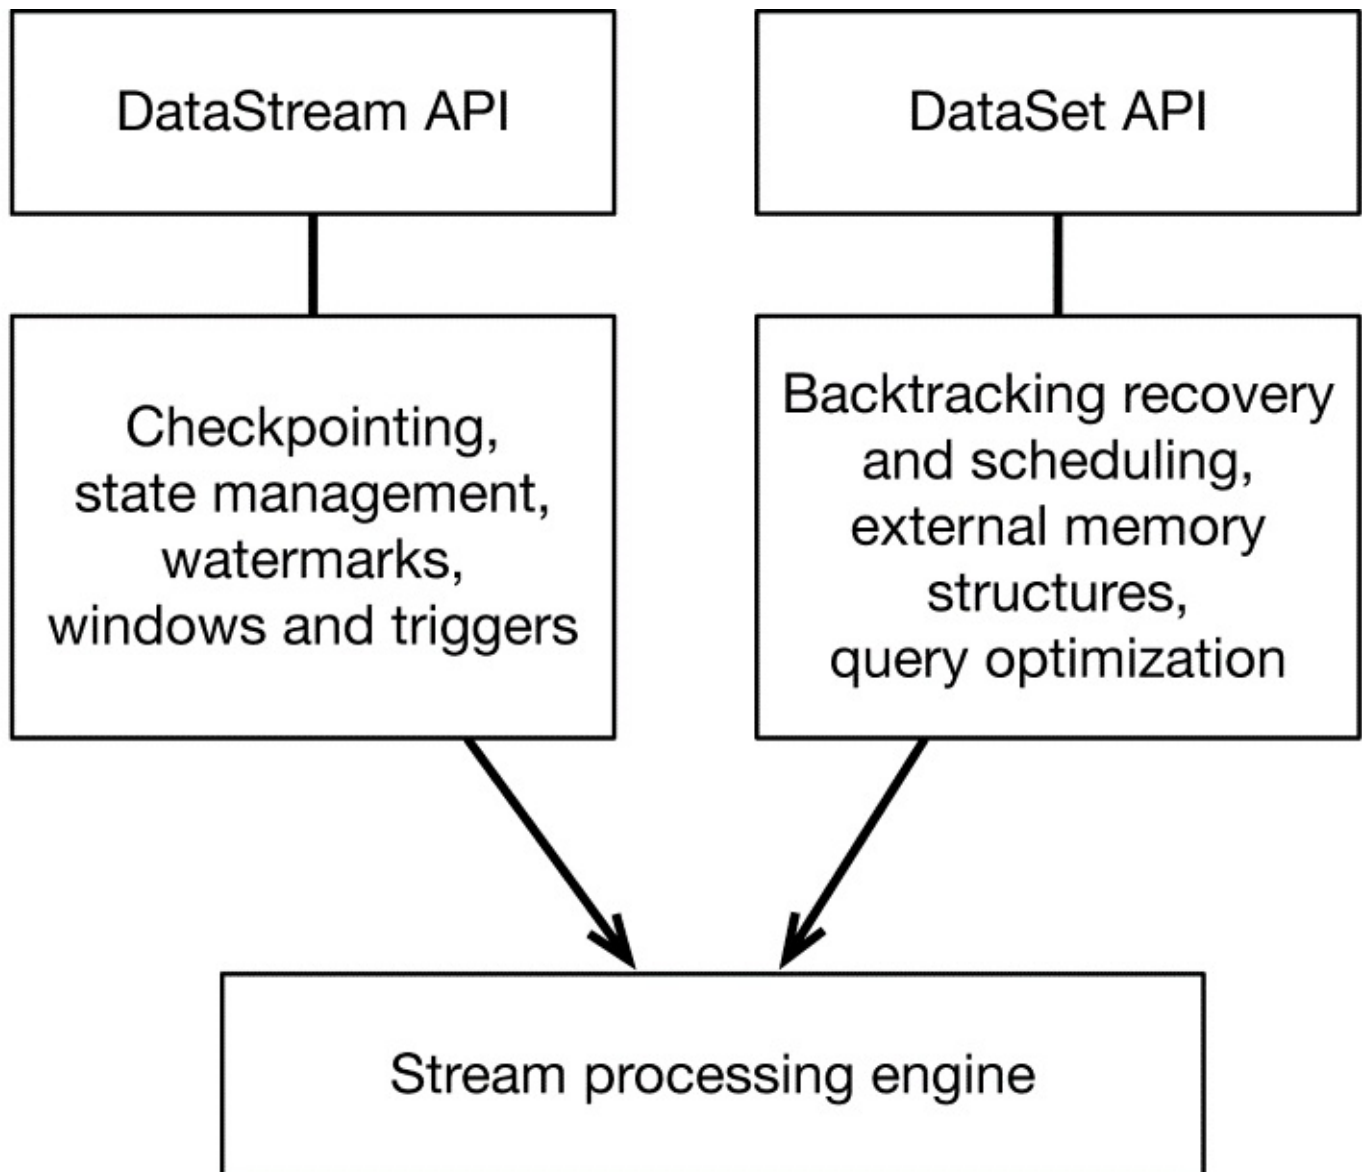 DataStream API
DataSet API
Checkpointing,
state management,
watermarks,
windows and triggers
Backtracking recovery
and scheduling,
external memory
structures,
query optimization
Stream processing engine